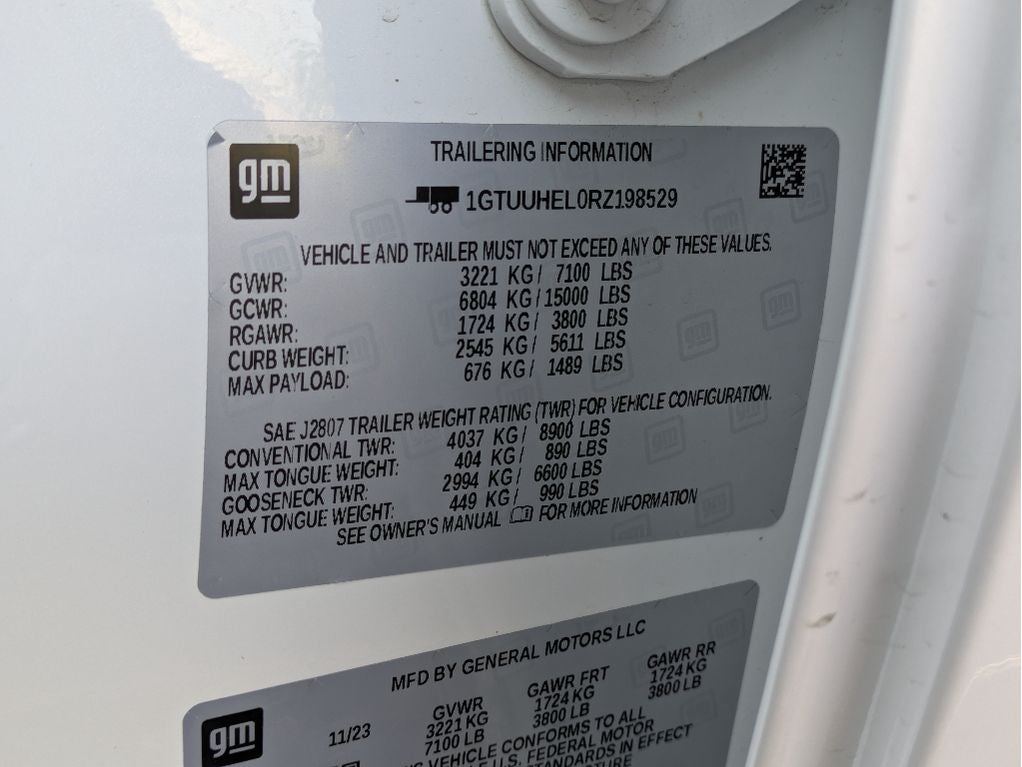 gm
TRAILERING INFORMATION
1GTUUHEL0RZ198529
VEHICLE AND TRAILER MUST NOT EXCEED ANY OF THESE VALUES.
GVWR: 3221 KG/ 7100 LBS
GCWR: 6804 KG/ 15000 LBS
RGAWR: 1724 KG/ 3800 LBS
CURB WEIGHT: 2545 KG/ 5611 LBS
MAX PAYLOAD: 676 KG/ 1489 LBS
SAE J2807 TRAILER WEIGHT RATING (TWR) FOR VEHICLE CONFIGURATION.
CONVENTIONAL TWR: 4037 KG/ 8900 LBS
MAX TONGUE WEIGHT: 404 KG/ 890 LBS
GOOSENECK TWR: 2994 KG/ 6600 LBS
MAX TONGUE WEIGHT: 449 KG/ 990 LBS
SEE OWNER'S MANUAL FOR MORE INFORMATION
MFD BY GENERAL MOTORS LLC
gm
11/23 GVWR GAWR FRT GAWR RR
3221 KG 1724 KG 1724 KG
7100 LB 3800 LB 3800 LB
VEHICLE CONFORMS TO ALL
U.S. FEDERAL MOTOR
STANDARDS IN EFFECT